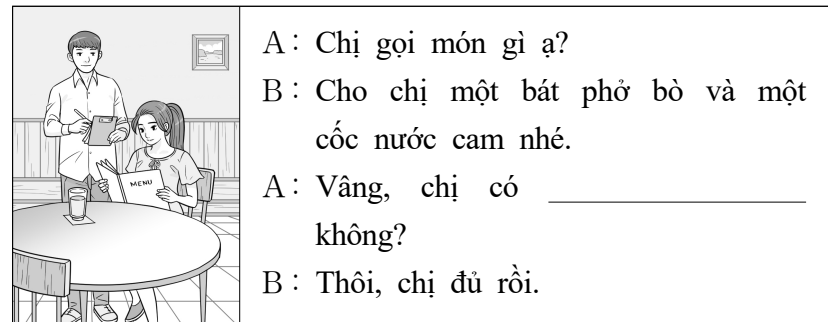 MENU
A: Chị gọi món gì ạ?
B: Cho chị một bát phở bò và một
cốc nước cam nhé.
A: Vâng, chị có ____________________
không?
B: Thôi, chị đủ rồi.